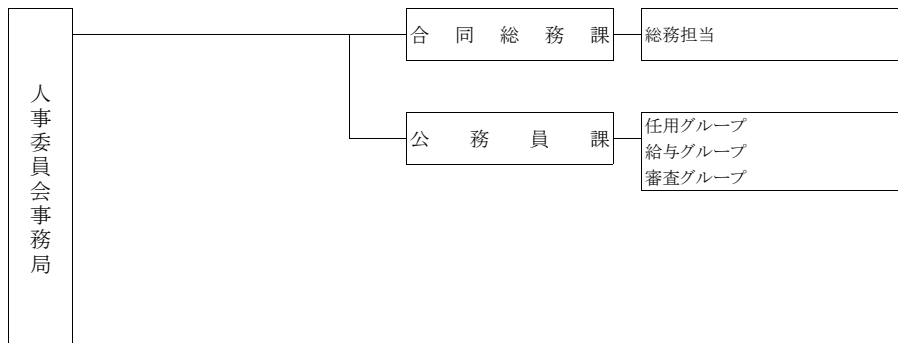 人事委員会事務局
合同総務課
総務担当
公務員課
任用グループ
給与グループ
審査グループ